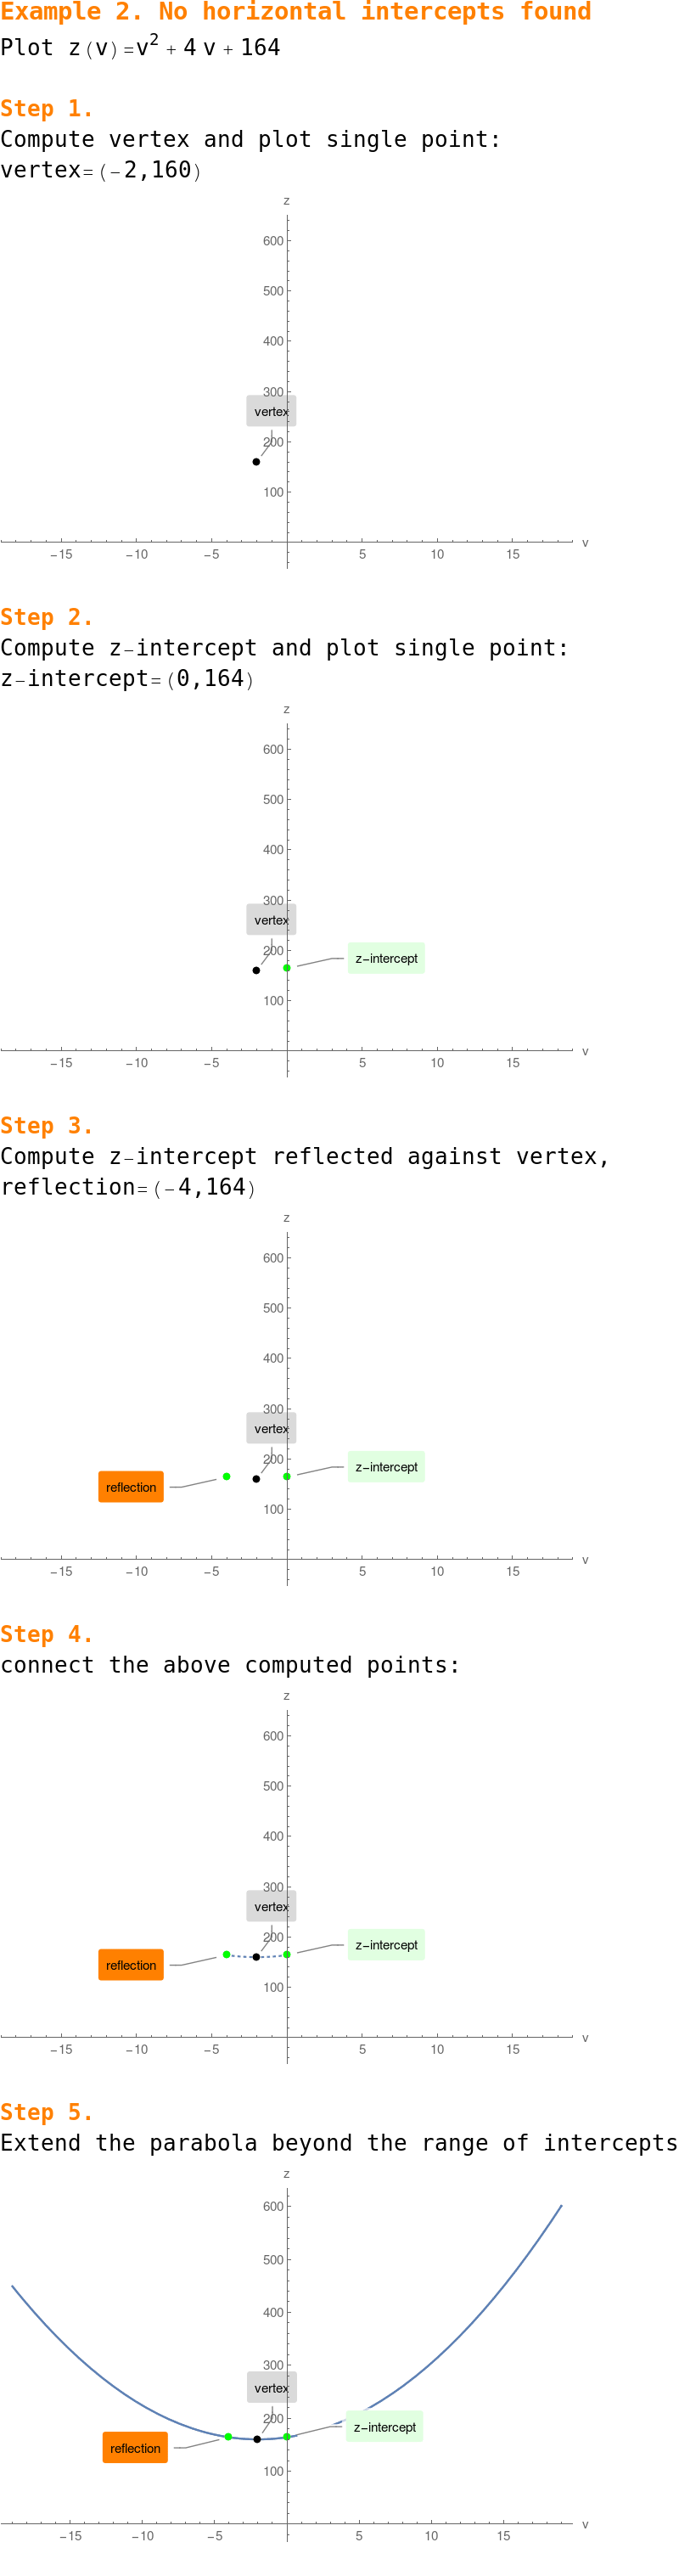 Example 2. No horizontal intercepts found
Plot z(v)=v² + 4 v + 164
Step 1.
Compute vertex and plot single point:
vertex=(-2,160)
z
600
500
400
300
vertex
200
100
-15 -10 -5 5 10 15 v
Step 2.
Compute z-intercept and plot single point:
z-intercept=(0,164)
z
600
500
400
300
vertex
200
z-intercept
100
-15 -10 -5 5 10 15 v
Step 3.
Compute z-intercept reflected against vertex,
reflection=(-4,164)
z
600
500
400
300
vertex
200
z-intercept
reflection
100
-15 -10 -5 5 10 15 v
Step 4.
connect the above computed points:
z
600
500
400
300
vertex
200
z-intercept
reflection
100
-15 -10 -5 5 10 15 v
Step 5.
Extend the parabola beyond the range of intercepts
z
600
500
400
300
vertex
200
z-intercept
reflection
100
-15 -10 -5 5 10 15 v